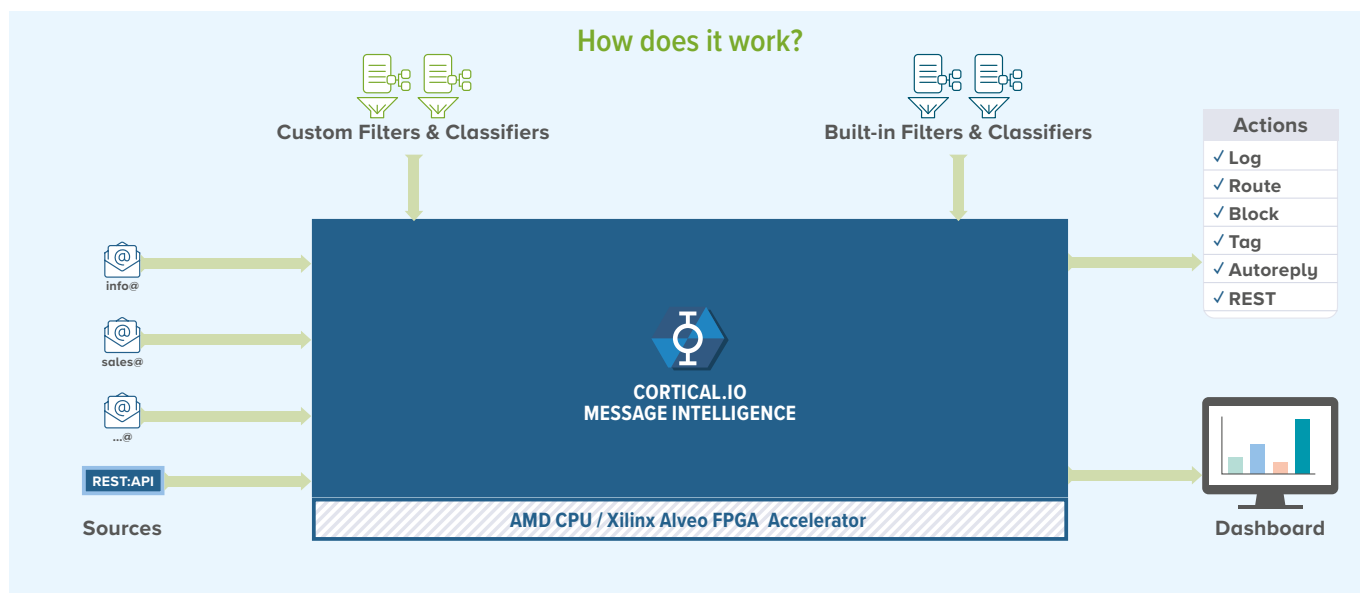 How does it work?
Custom Filters & Classifiers
Built-in Filters & Classifiers
Actions
✓ Log
✓ Route
✓ Block
✓ Tag
✓ Autoreply
✓ REST
info@
sales@
...@
REST:API
Sources
CORTICAL.IO
MESSAGE INTELLIGENCE
AMD CPU / Xilinx Alveo FPGA Accelerator
Dashboard